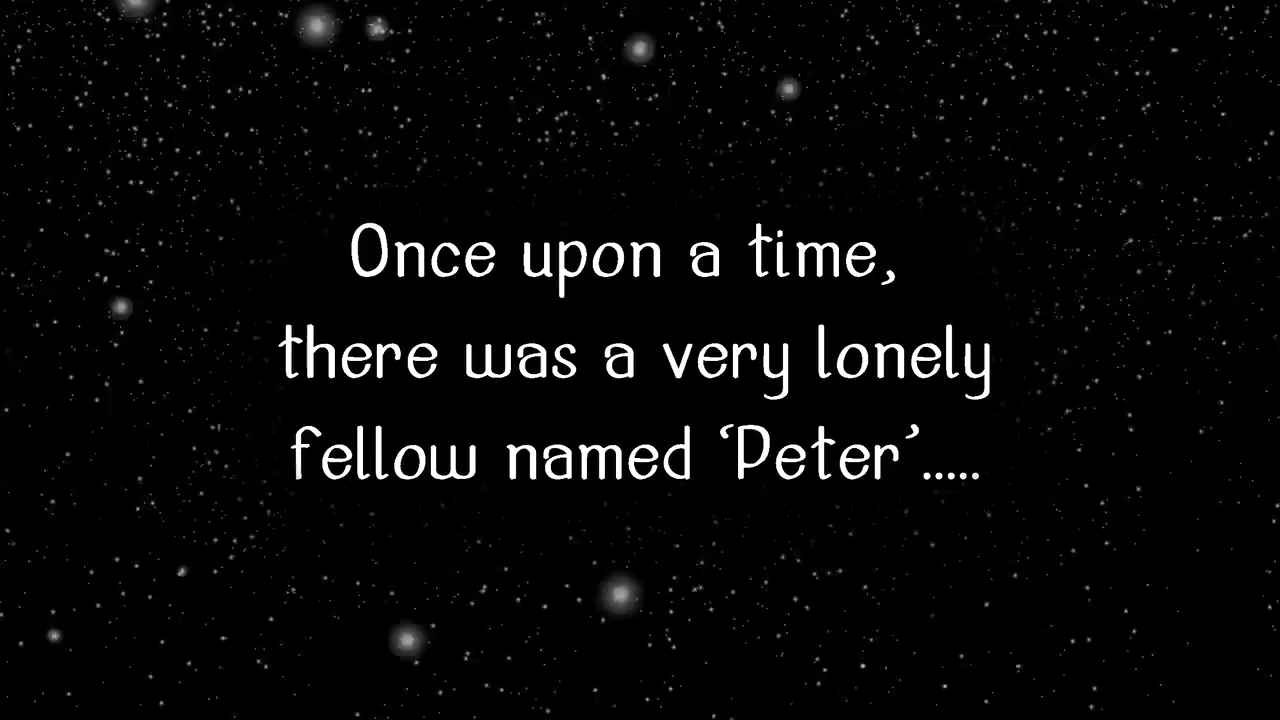 Once upon a time,
there was a very lonely
fellow named ‘Peter’.....